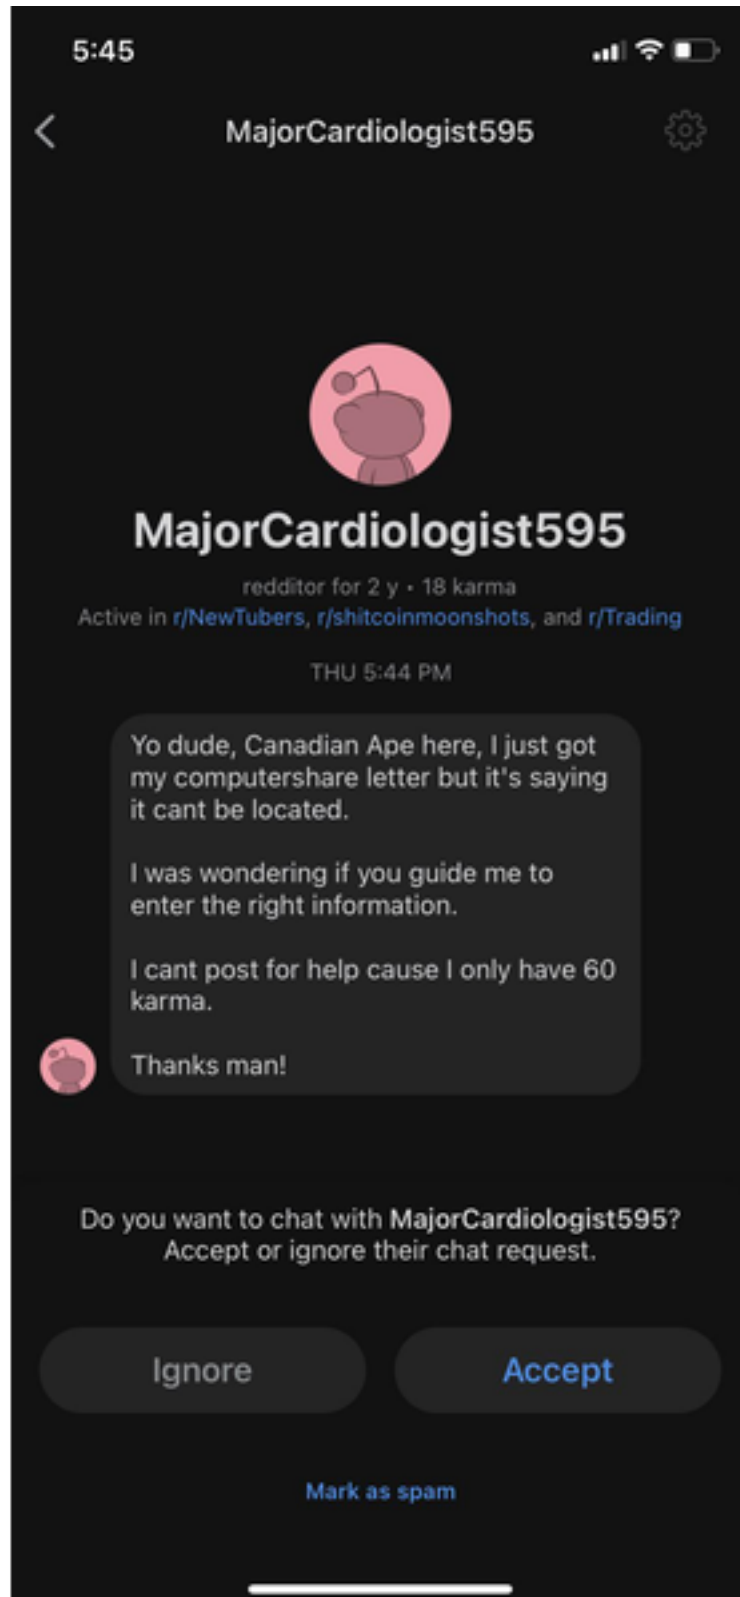 5:45
MajorCardiologist595
MajorCardiologist595
redditor for 2 y • 18 karma
Active in r/NewTubers, r/shitcoinmoonshots, and r/Trading
THU 5:44 PM
Yo dude, Canadian Ape here, I just got
my computershare letter but it's saying
it cant be located.
I was wondering if you guide me to
enter the right information.
I cant post for help cause I only have 60
karma.
Thanks man!
Do you want to chat with MajorCardiologist595?
Accept or ignore their chat request.
Ignore
Accept
Mark as spam